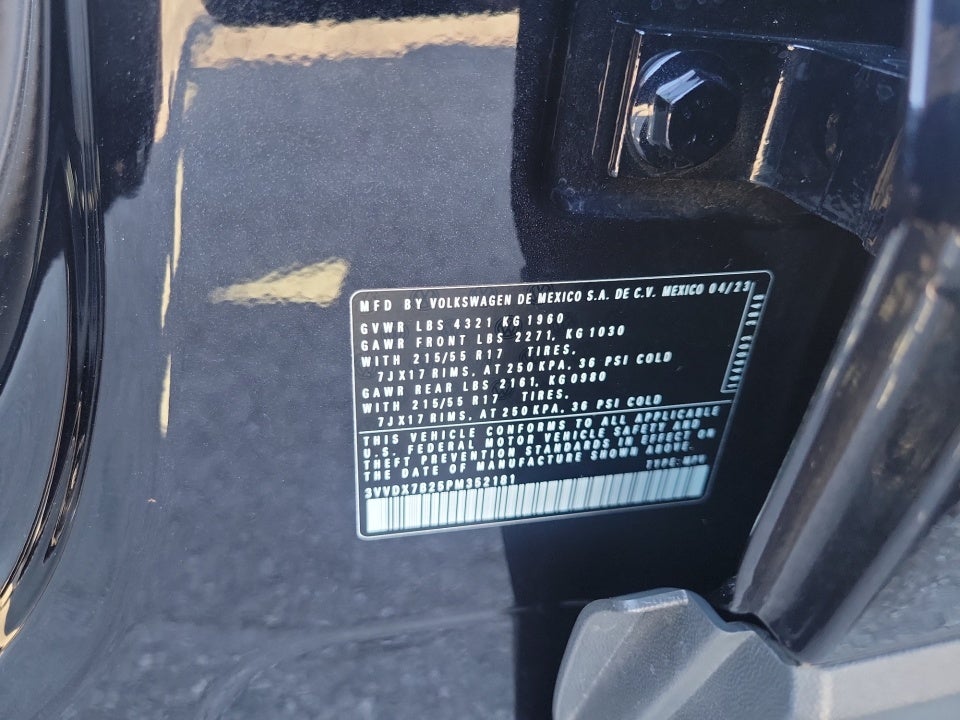 MFD BY VOLKSWAGEN DE MEXICO S.A. DE C.V. MEXICO 04/23
GVWR LBS 4321 KG 1960
GAWR FRONT LBS 2271, KG 1030
WITH 215/55 R17 TIRES,
7JX17 RIMS, AT 250 KPA, 36 PSI COLD
GAWR REAR LBS 2161, KG 0980
WITH 215/55 R17 TIRES,
7JX17 RIMS, AT 250 KPA, 36 PSI COLD
THIS VEHICLE CONFORMS TO ALL APPLICABLE
U.S. FEDERAL MOTOR VEHICLE SAFETY AND
THEFT PREVENTION STANDARDS IN EFFECT ON
THE DATE OF MANUFACTURE SHOWN ABOVE.
TYPE: MPV
3VVDX7B25PM352181